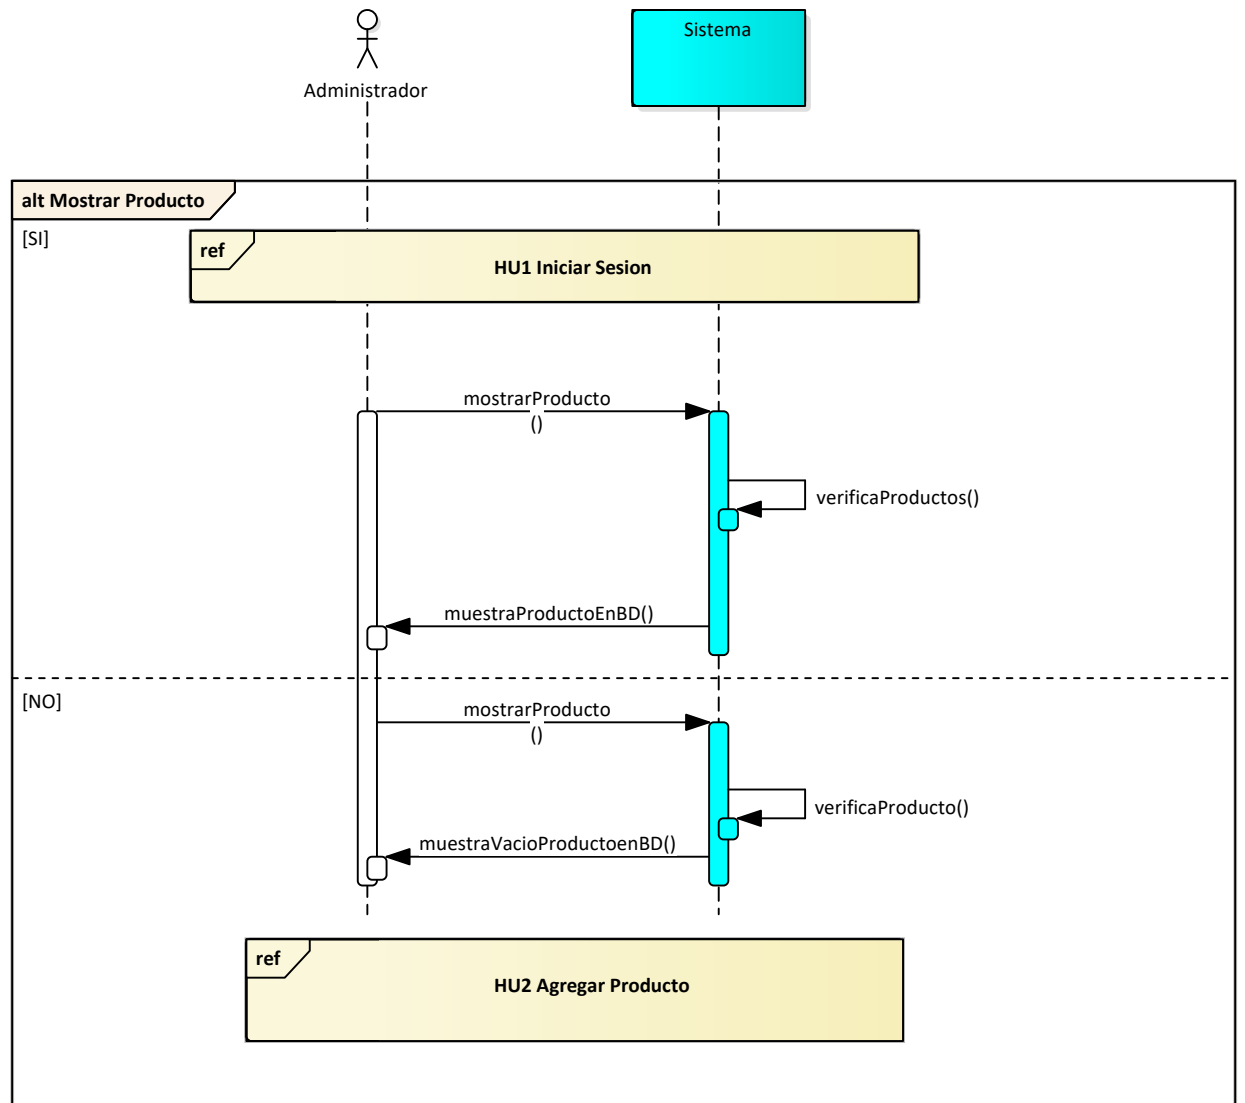 Administrador
Sistema
alt Mostrar Producto
[SI]
ref
HU1 Iniciar Sesion
mostrarProducto
()
verificaProductos()
muestraProductoEnBD()
[NO]
mostrarProducto
()
verificaProducto()
muestraVacioProductoenBD()
ref
HU2 Agregar Producto